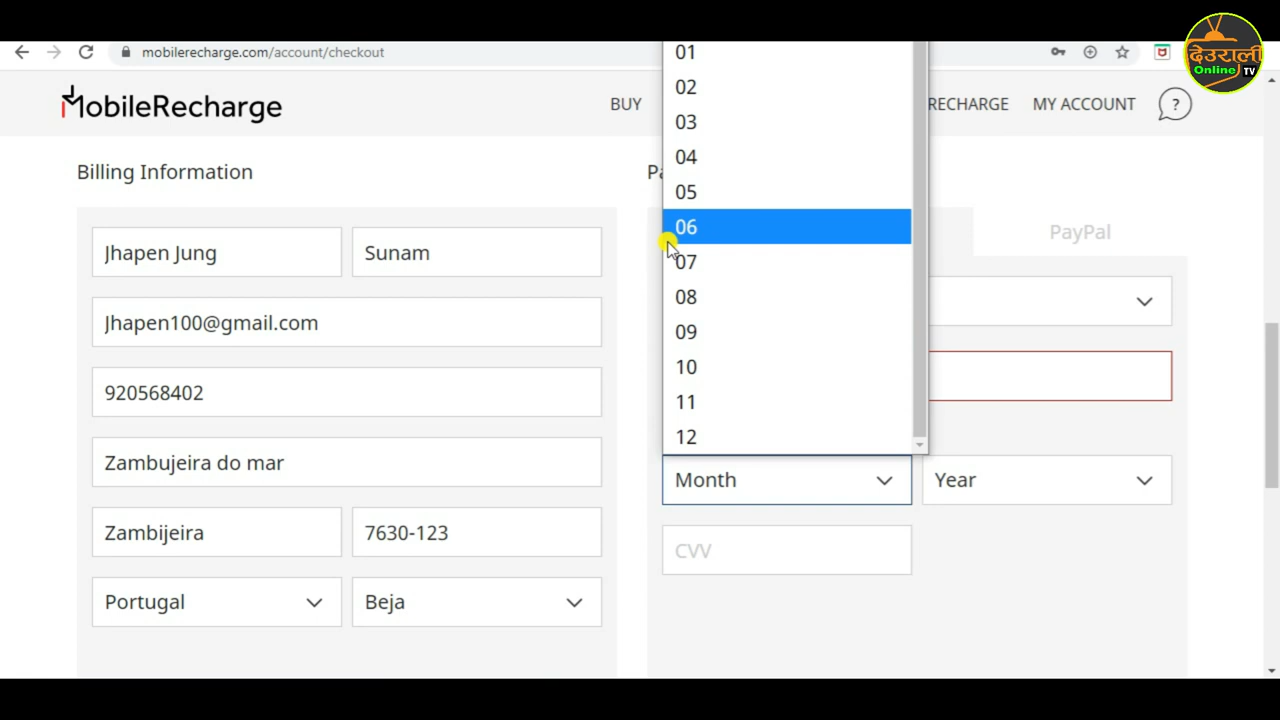 mobilerecharge.com/account/checkout
देउराली
Online TV
MobileRecharge
BUY
RECHARGE
MY ACCOUNT
?
Billing Information
Jhapen Jung
Sunam
Jhapen100@gmail.com
920568402
Zambujeira do mar
Zambijeira
7630-123
Portugal
Beja
Pa
PayPal
01
02
03
04
05
06
07
08
09
10
11
12
Month
Year
CVV